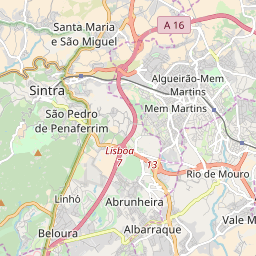 Santa Maria
e São Miguel
A 16
Algueirão-Mem
Martins
Sintra
Mem Martins
São Pedro
de Penaferrim
Lisboa
7
13
Rio de Mouro
Linhó
Abrunheira
Vale M
Albarraque
Beloura